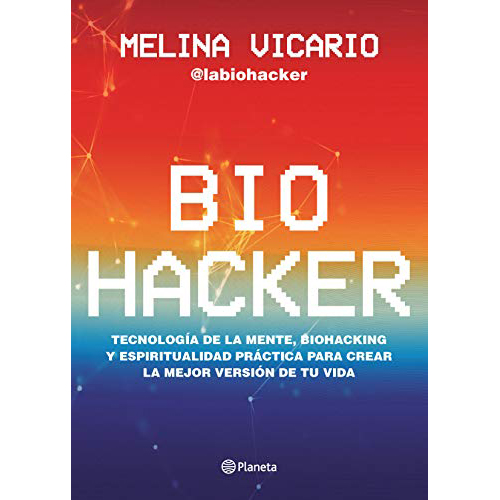 MELINA VICARIO
@labiohacker
BIO
HACKER
TECNOLOGÍA DE LA MENTE, BIOHACKING
Y ESPIRITUALIDAD PRÁCTICA PARA CREAR
LA MEJOR VERSIÓN DE TU VIDA
Planeta